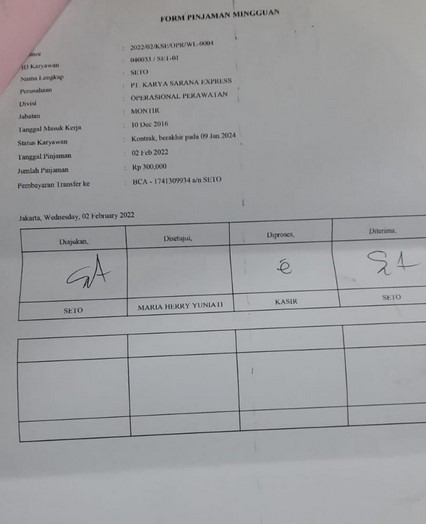 FORM PINJAMAN MINGGUAN
: 2022/02/KSE/OPR/WL-0004
ID Karyawan : 040033 / SET-01
Nama Lengkap : SETO
Perusahaan : PT. KARYA SARANA EXPRESS
Divisi : OPERASIONAL PERAWATAN
Jabatan : MONTIR
Tanggal Masuk Kerja : 10 Dec 2016
Status Karyawan : Kontrak, berakhir pada 09 Jan 2024
Tanggal Pinjaman : 02 Feb 2022
Jumlah Pinjaman : Rp 300,000
Pembayaran Transfer ke : BCA - 1741309934 a/n SETO
Jakarta, Wednesday, 02 February 2022
Diajukan, Disetujui, Diproses, Diterima,
SETO MARIA HERRY YUNIATI KASIR SETO